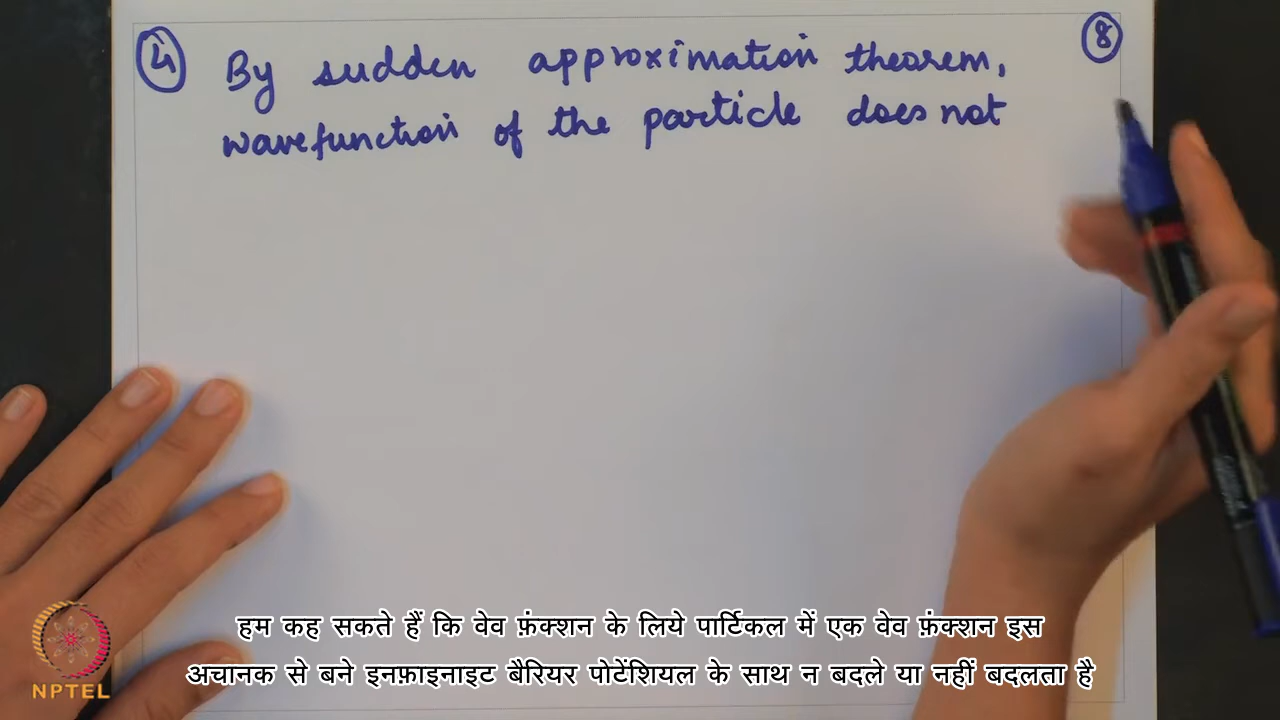 4 By sudden approximation theorem, 8
wavefunction of the particle does not
हम कह सकते हैं कि वेव फ़ंक्शन के लिये पार्टिकल में एक वेव फ़ंक्शन इस
अचानक से बने इनफ़ाइनाइट बैरियर पोटेंशियल के साथ न बदले या नहीं बदलता है
NPTEL